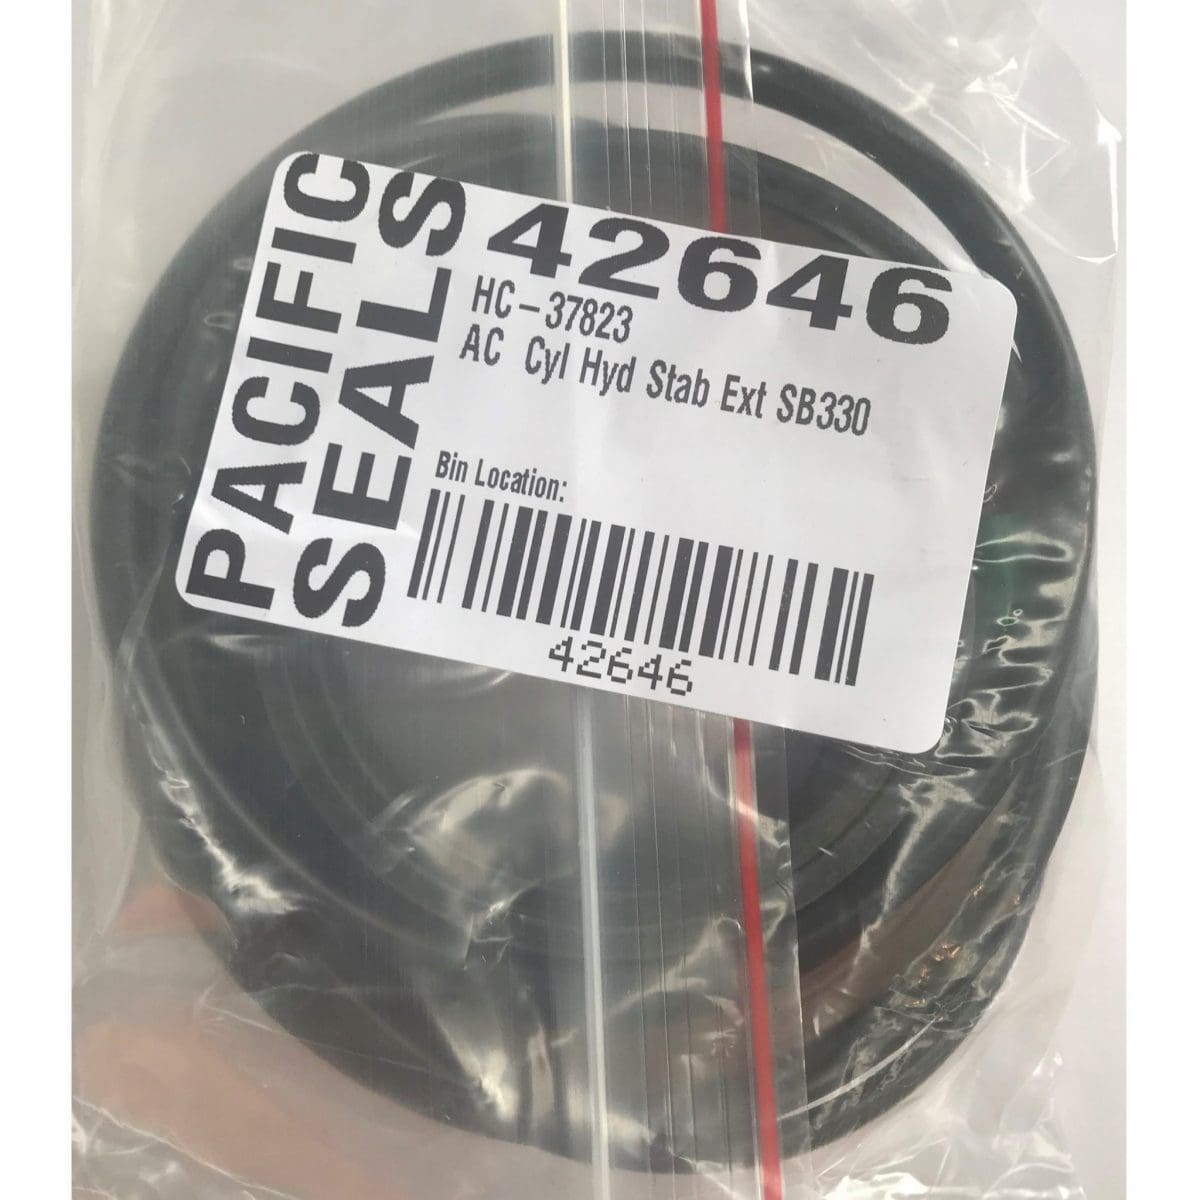 PACIFIC
SEALS
42646
HC-37823
AC Cyl Hyd Stab Ext SB330
Bin Location:
42646